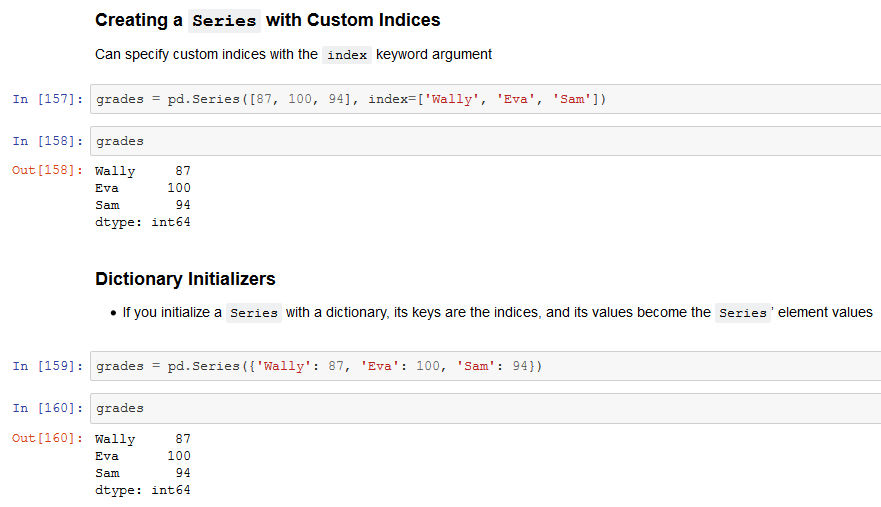 Creating a Series with Custom Indices
Can specify custom indices with the index keyword argument
In [157]: grades = pd.Series([87, 100, 94], index=['Wally', 'Eva', 'Sam'])
In [158]: grades
Out[158]: Wally     87
Eva      100
Sam       94
dtype: int64
Dictionary Initializers
• If you initialize a Series with a dictionary, its keys are the indices, and its values become the Series' element values
In [159]: grades = pd.Series({'Wally': 87, 'Eva': 100, 'Sam': 94})
In [160]: grades
Out[160]: Wally     87
Eva      100
Sam       94
dtype: int64